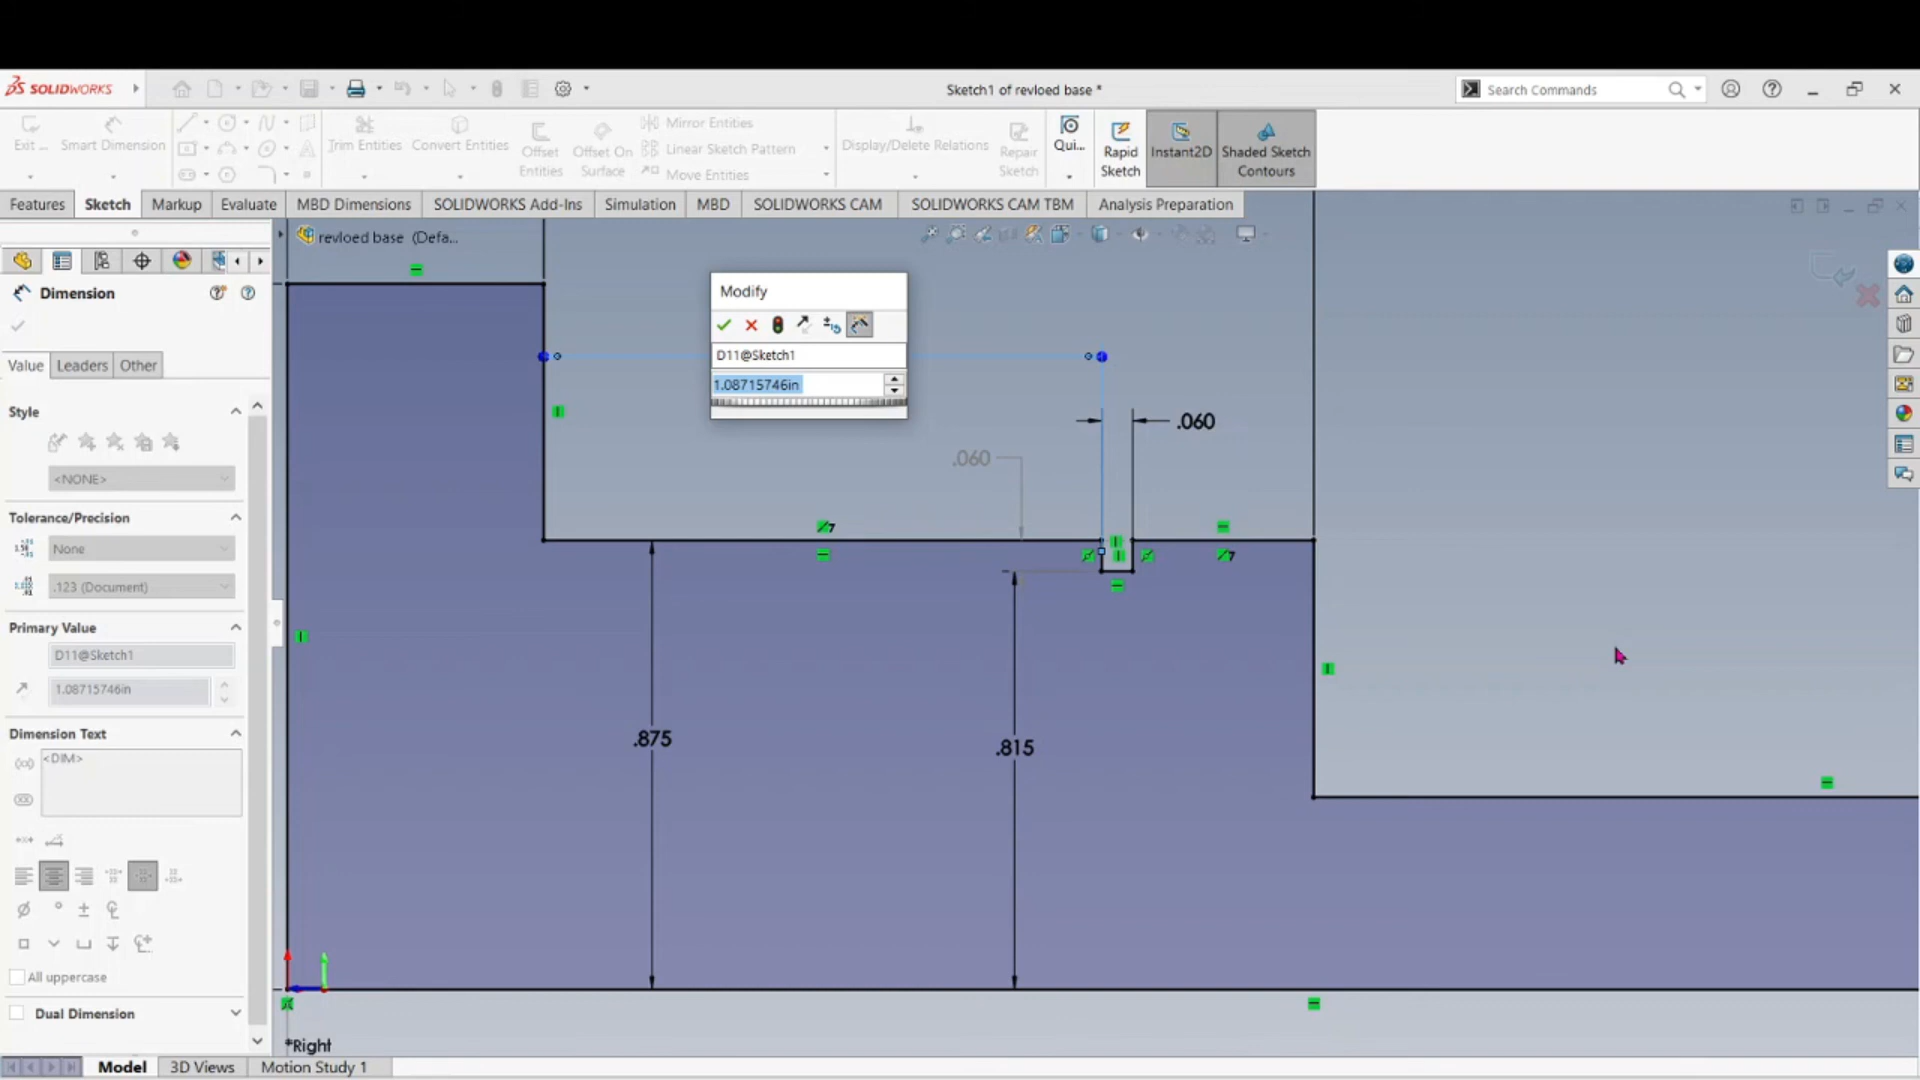 SOLIDWORKS
Sketch1 of revloed base *
Search Commands
Exit ...
Smart Dimension
Trim Entities
Convert Entities
Offset Entities
Offset On Surface
Mirror Entities
Linear Sketch Pattern
Move Entities
Display/Delete Relations
Repair Sketch
Qui...
Rapid Sketch
Instant2D
Shaded Sketch Contours
Features
Sketch
Markup
Evaluate
MBD Dimensions
SOLIDWORKS Add-Ins
Simulation
MBD
SOLIDWORKS CAM
SOLIDWORKS CAM TBM
Analysis Preparation
revloed base (Defa...
Dimension
Value
Leaders
Other
Style
<NONE>
Tolerance/Precision
None
.123 (Document)
Primary Value
D11@Sketch1
1.08715746in
Dimension Text
<DIM>
All uppercase
Dual Dimension
Modify
D11@Sketch1
1.08715746in
.060
.060
7
7
.875
.815
*Right
Model
3D Views
Motion Study 1